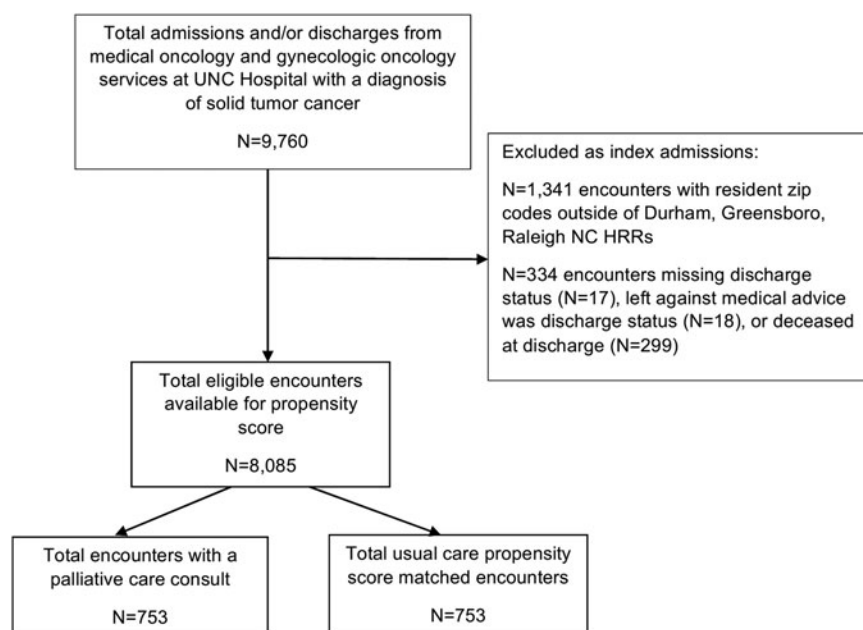 Total admissions and/or discharges from
medical oncology and gynecologic oncology
services at UNC Hospital with a diagnosis
of solid tumor cancer
N=9,760
Excluded as index admissions:
N=1,341 encounters with resident zip
codes outside of Durham, Greensboro,
Raleigh NC HRRs
N=334 encounters missing discharge
status (N=17), left against medical advice
was discharge status (N=18), or deceased
at discharge (N=299)
Total eligible encounters
available for propensity
score
N=8,085
Total encounters with a
palliative care consult
N=753
Total usual care propensity
score matched encounters
N=753